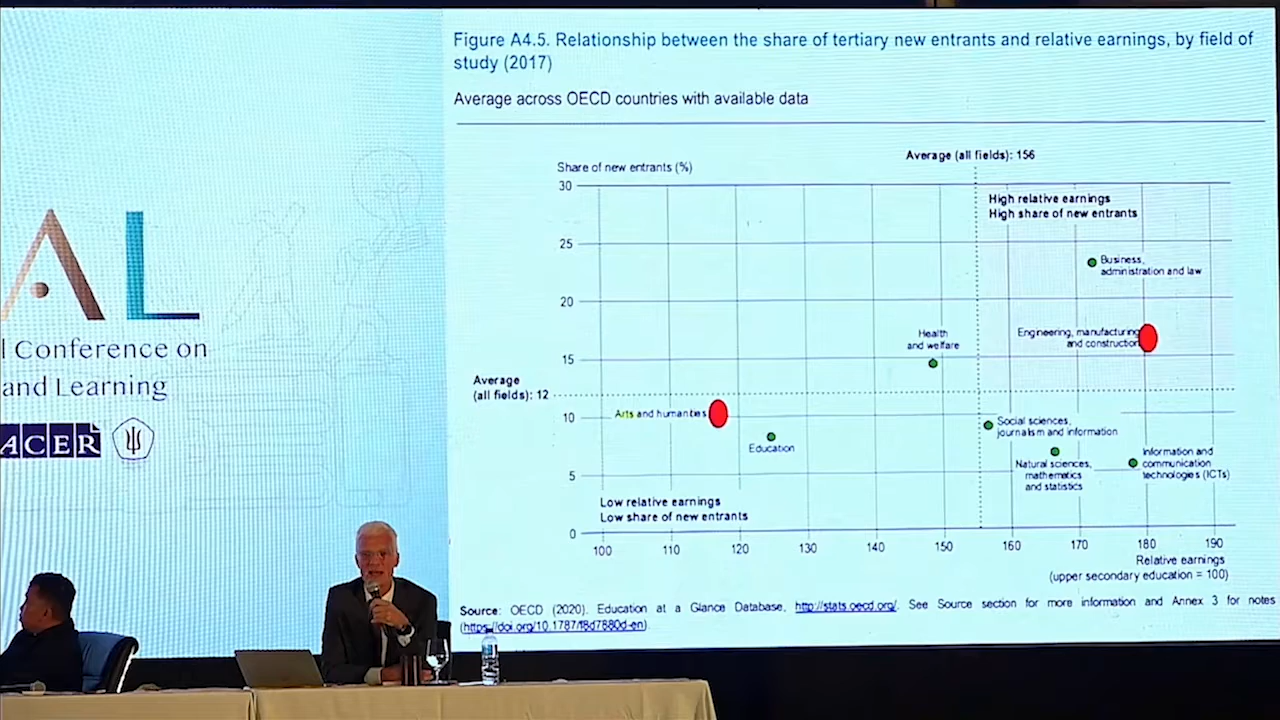 AL
l Conference on
and Learning
ACER
Figure A4.5. Relationship between the share of tertiary new entrants and relative earnings, by field of
study (2017)
Average across OECD countries with available data
Share of new entrants (%)
Average (all fields): 156
30
25
20
15
10
5
0
High relative earnings
High share of new entrants
Business,
administration and law
Health
and welfare
Engineering, manufacturing
and construction
Average
(all fields): 12
Arts and humanities
Education
Social sciences,
journalism and information
Natural sciences,
mathematics
and statistics
Information and
communication
technologies (ICTs)
Low relative earnings
Low share of new entrants
100 110 120 130 140 150 160 170 180 190
Relative earnings
(upper secondary education = 100)
Source: OECD (2020). Education at a Glance Database, http://stats.oecd.org/. See Source section for more information and Annex 3 for notes
(https://doi.org/10.1787/f8d7880d-en).